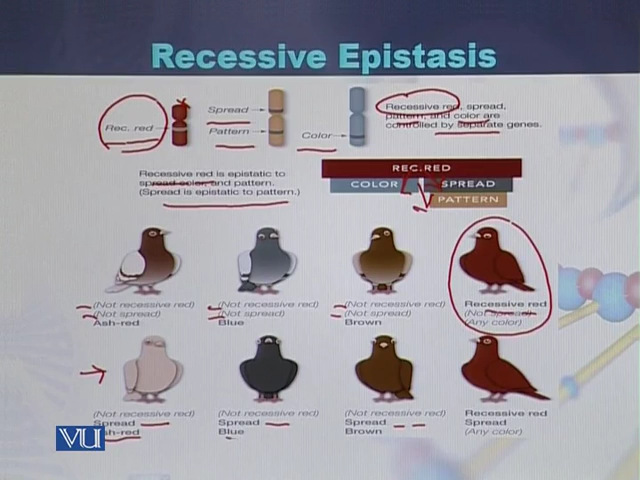 Recessive Epistasis
Rec. red
Spread
Pattern
Color
Recessive red, spread,
pattern, and color are
controlled by separate genes.
Recessive red is epistatic to
spread color, and pattern.
(Spread is epistatic to pattern.)
REC.RED
COLOR
SPREAD
PATTERN
(Not recessive red)
(Not spread)
Ash-red
(Not recessive red)
(Not spread)
Blue
(Not recessive red)
(Not spread)
Brown
Recessive red
(Not spread)
(Any color)
(Not recessive red)
Spread
Ash-red
(Not recessive red)
Spread
Blue
(Not recessive red)
Spread
Brown
Recessive red
Spread
(Any color)
VU